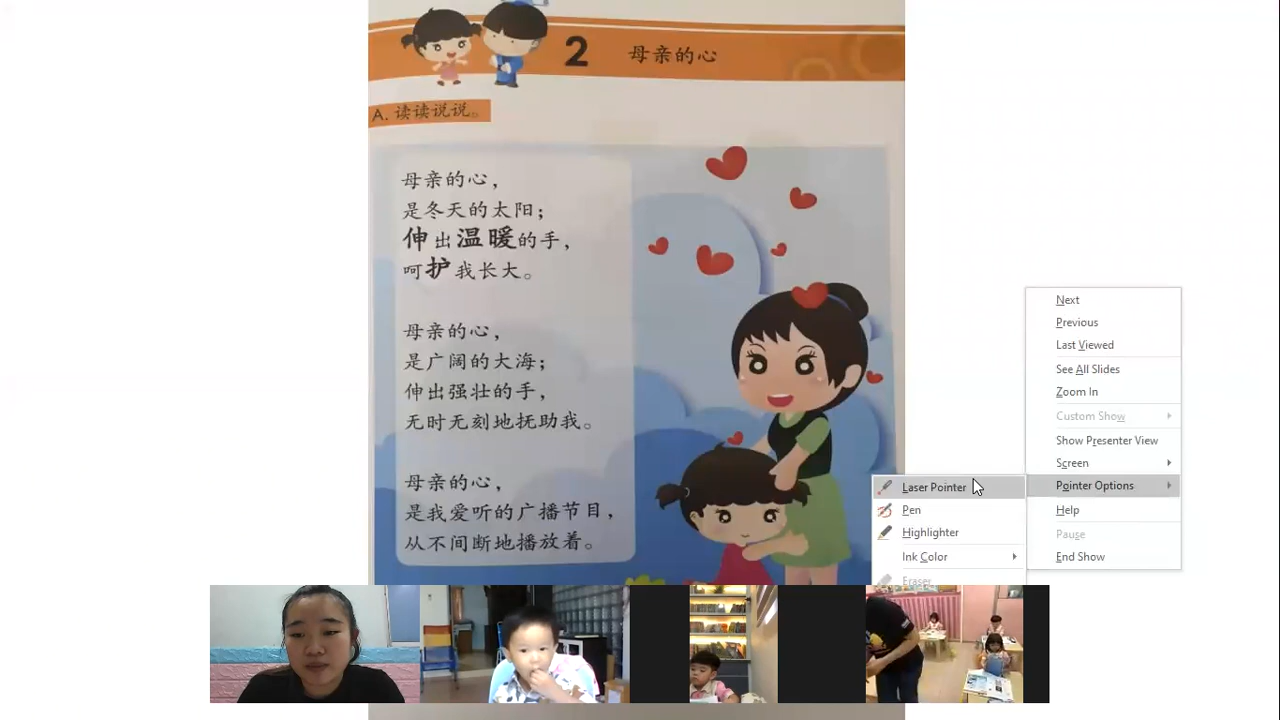 2 母亲的心
A. 读读说说。
母亲的心，
是冬天的太阳；
伸出温暖的手，
呵护我长大。
母亲的心，
是广阔的大海；
伸出强壮的手，
无时无刻地抚助我。
母亲的心，
是我爱听的广播节目，
从不间断地播放着。
Next
Previous
Last Viewed
See All Slides
Zoom In
Custom Show
Show Presenter View
Screen
Pointer Options
Help
Pause
End Show
Laser Pointer
Pen
Highlighter
Ink Color
Eraser